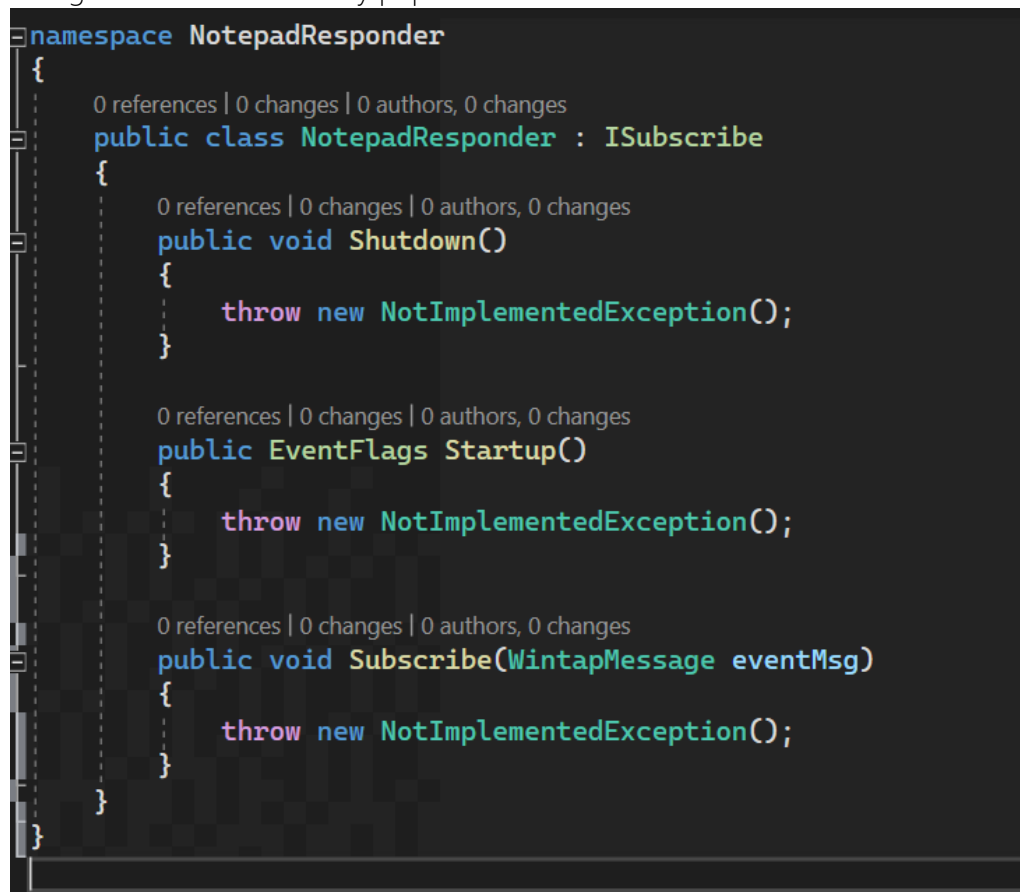 namespace NotepadResponder
{
0 references | 0 changes | 0 authors, 0 changes
public class NotepadResponder : ISubscribe
{
0 references | 0 changes | 0 authors, 0 changes
public void Shutdown()
{
throw new NotImplementedException();
}
0 references | 0 changes | 0 authors, 0 changes
public EventFlags Startup()
{
throw new NotImplementedException();
}
0 references | 0 changes | 0 authors, 0 changes
public void Subscribe(WintapMessage eventMsg)
{
throw new NotImplementedException();
}
}
}